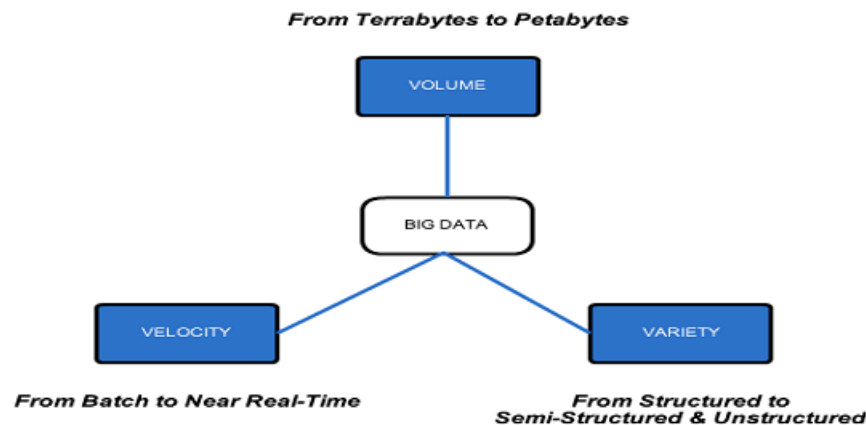 From Terrabytes to Petabytes
VOLUME
BIG DATA
VELOCITY
VARIETY
From Batch to Near Real-Time
From Structured to
Semi-Structured & Unstructured